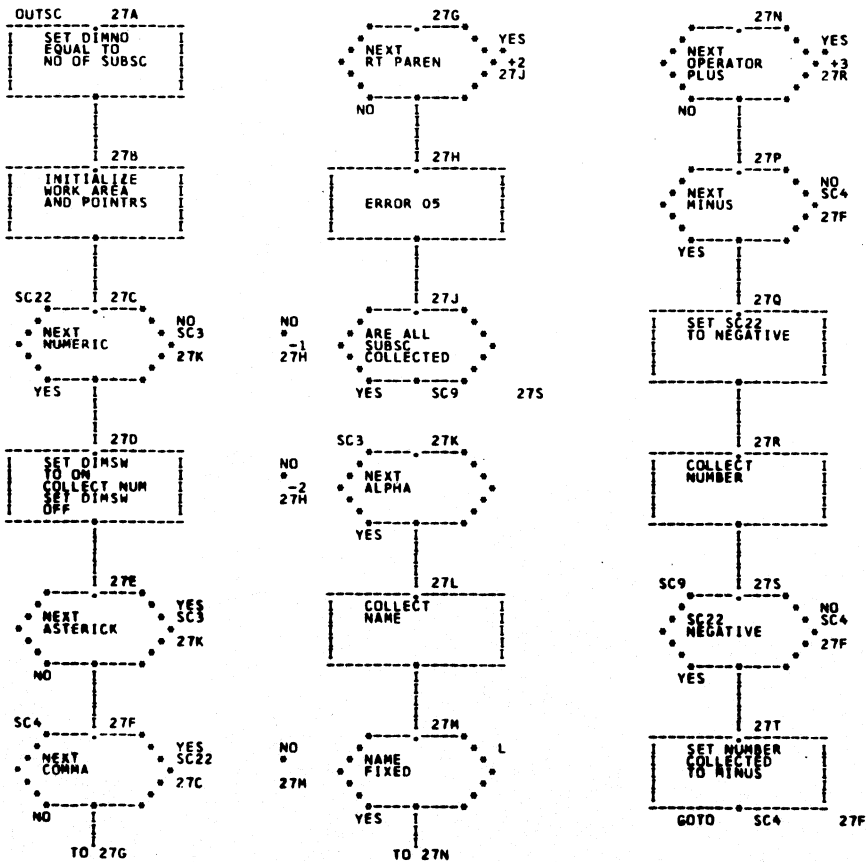 OUTSC 27A
SET DIMNO
EQUAL TO
NO OF SUBSC
27B
INITIALIZE
WORK AREA
AND POINTRS
SC22 27C
NEXT
NUMERIC
NO
SC3
27K
YES
27D
SET DIMSW
TO ON
COLLECT NUM
SET DIMSW
OFF
27E
NEXT
ASTERICK
YES
SC3
27K
NO
SC4 27F
NEXT
COMMA
YES
SC22
27C
NO
TO 27G
27G
NEXT
RT PAREN
YES
+2
27J
NO
27H
ERROR 05
27J
NO
-1
27H
ARE ALL
SUBSC
COLLECTED
YES SC9 27S
SC3 27K
NO
-2
27H
NEXT
ALPHA
YES
27L
COLLECT
NAME
27M
L
NO
27M
NAME
FIXED
YES
TO 27N
27N
NEXT
OPERATOR
PLUS
YES
+3
27R
NO
27P
NEXT
MINUS
NO
SC4
27F
YES
27Q
SET SC22
TO NEGATIVE
27R
COLLECT
NUMBER
SC9 27S
SC22
NEGATIVE
NO
SC4
27F
YES
27T
SET NUMBER
COLLECTED
TO MINUS
GOTO SC4 27F